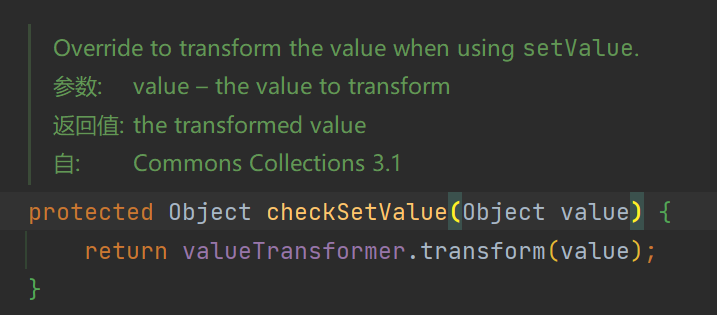 Override to transform the value when using setValue.
参数: value – the value to transform
返回值: the transformed value
自: Commons Collections 3.1
protected Object checkSetValue(Object value) {
return valueTransformer.transform(value);
}